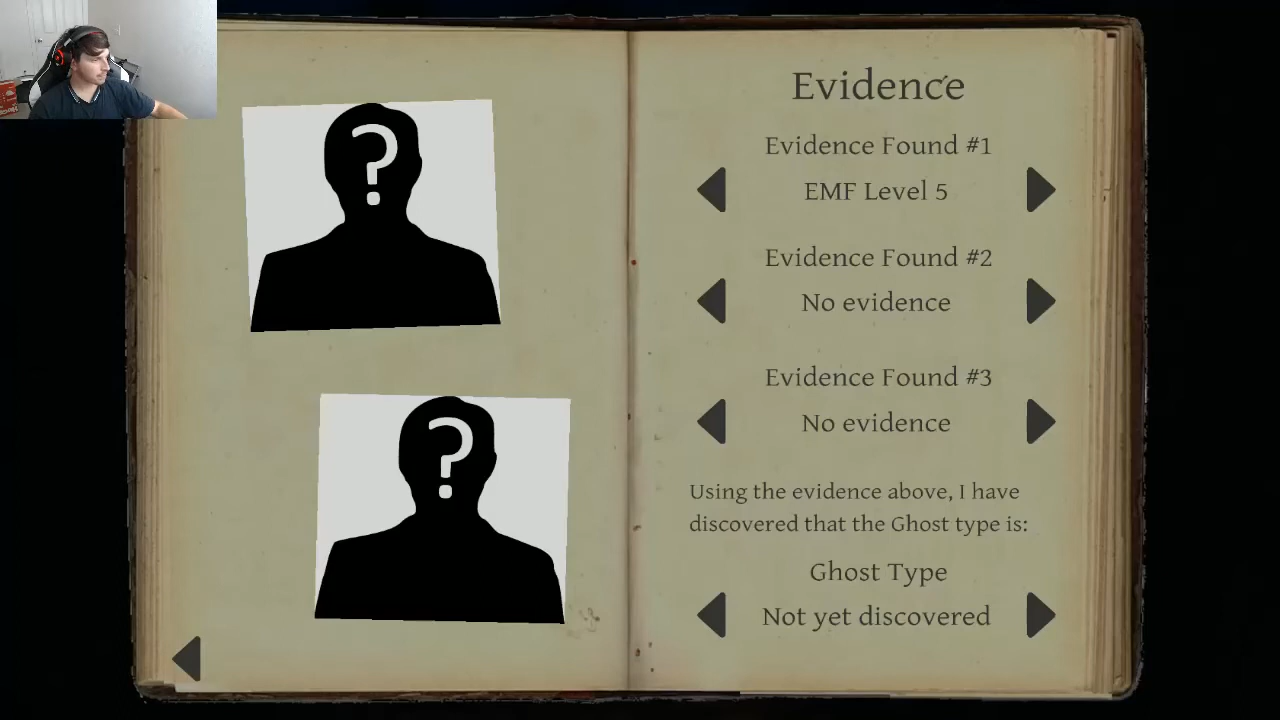 Evidence
Evidence Found #1
EMF Level 5
Evidence Found #2
No evidence
Evidence Found #3
No evidence
Using the evidence above, I have
discovered that the Ghost type is:
Ghost Type
Not yet discovered
?
?